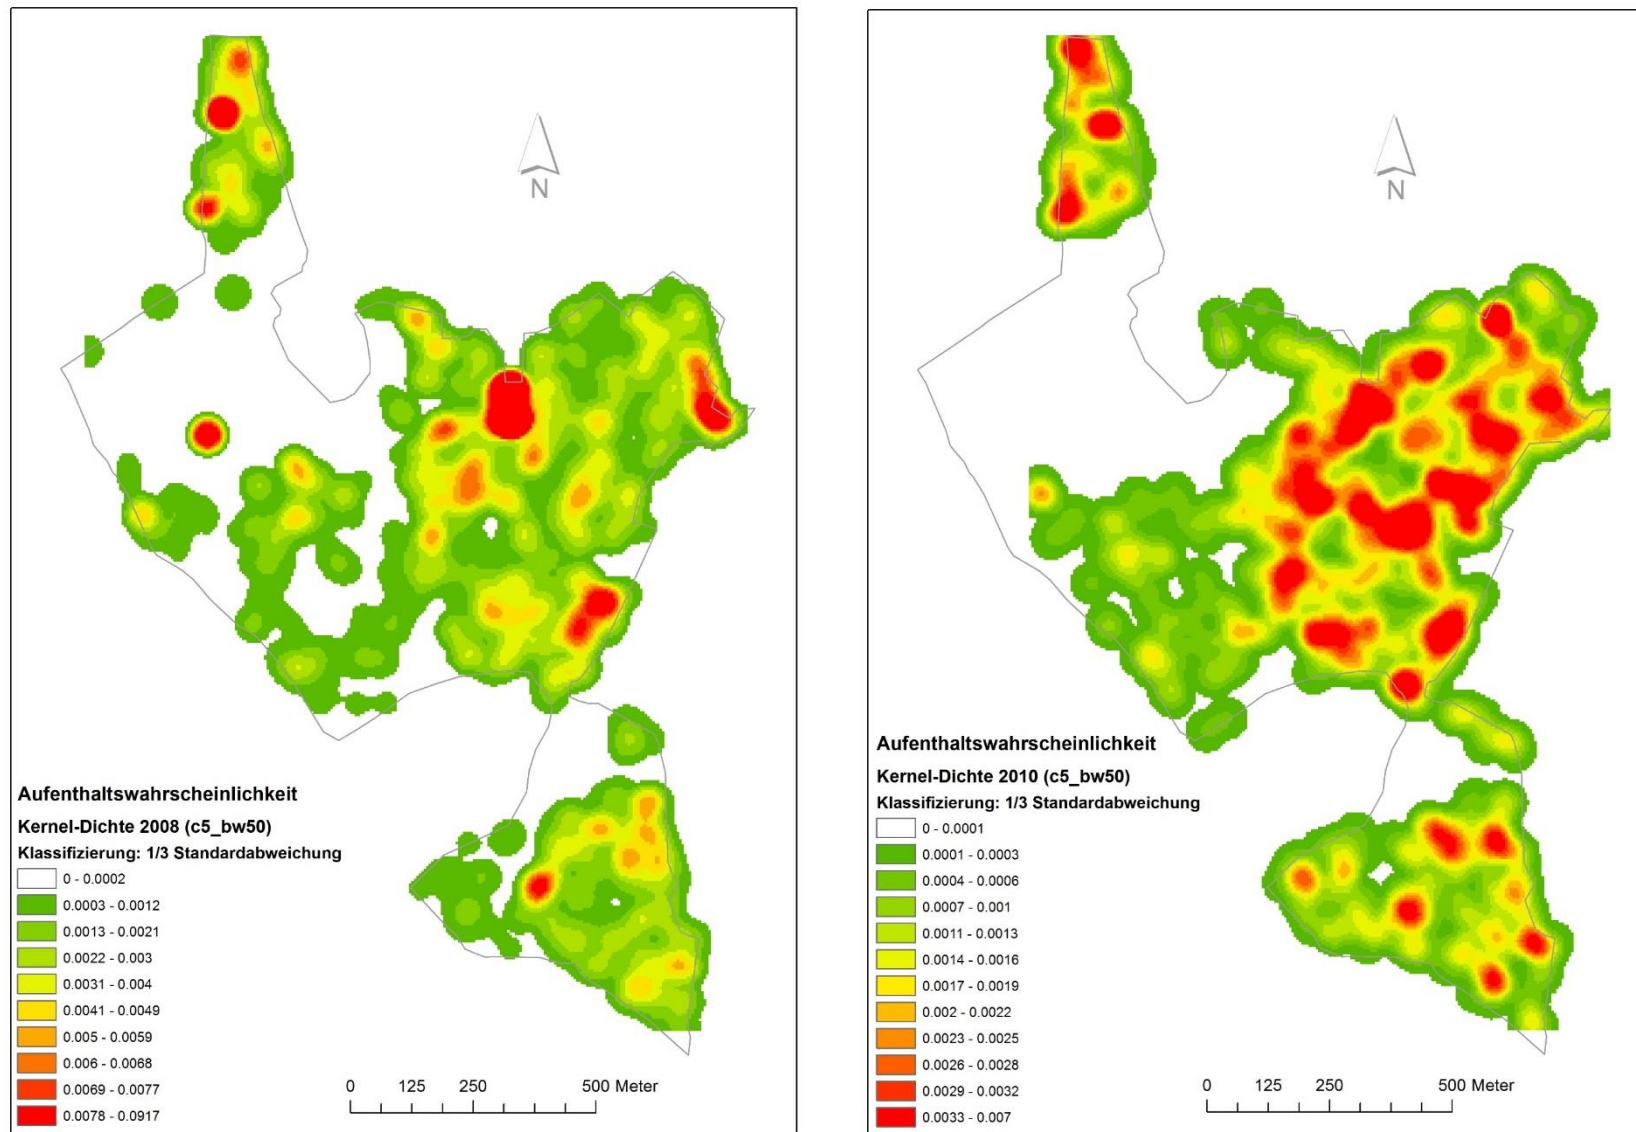 N
Aufenthaltswahrscheinlichkeit
Kernel-Dichte 2008 (c5_bw50)
Klassifizierung: 1/3 Standardabweichung
0 - 0.0002
0.0003 - 0.0012
0.0013 - 0.0021
0.0022 - 0.003
0.0031 - 0.004
0.0041 - 0.0049
0.005 - 0.0059
0.006 - 0.0068
0.0069 - 0.0077
0.0078 - 0.0917
0 125 250 500 Meter
N
Aufenthaltswahrscheinlichkeit
Kernel-Dichte 2010 (c5_bw50)
Klassifizierung: 1/3 Standardabweichung
0 - 0.0001
0.0001 - 0.0003
0.0004 - 0.0006
0.0007 - 0.001
0.0011 - 0.0013
0.0014 - 0.0016
0.0017 - 0.0019
0.002 - 0.0022
0.0023 - 0.0025
0.0026 - 0.0028
0.0029 - 0.0032
0.0033 - 0.007
0 125 250 500 Meter